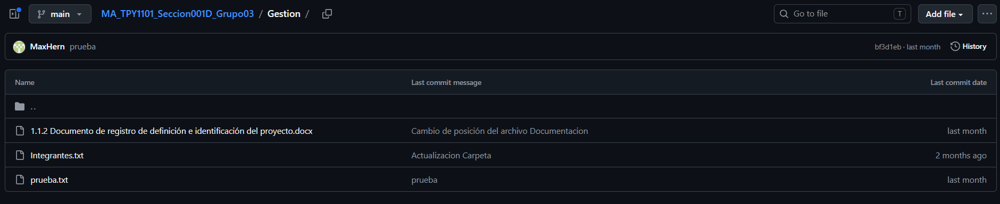 main MA_TPY1101_Seccion001D_Grupo03 / Gestion / Go to file T Add file
MaxHern prueba bf3d1eb · last month History
Name Last commit message Last commit date
..
1.1.2 Documento de registro de definición e identificación del proyecto.docx Cambio de posición del archivo Documentacion last month
Integrantes.txt Actualizacion Carpeta 2 months ago
prueba.txt prueba last month